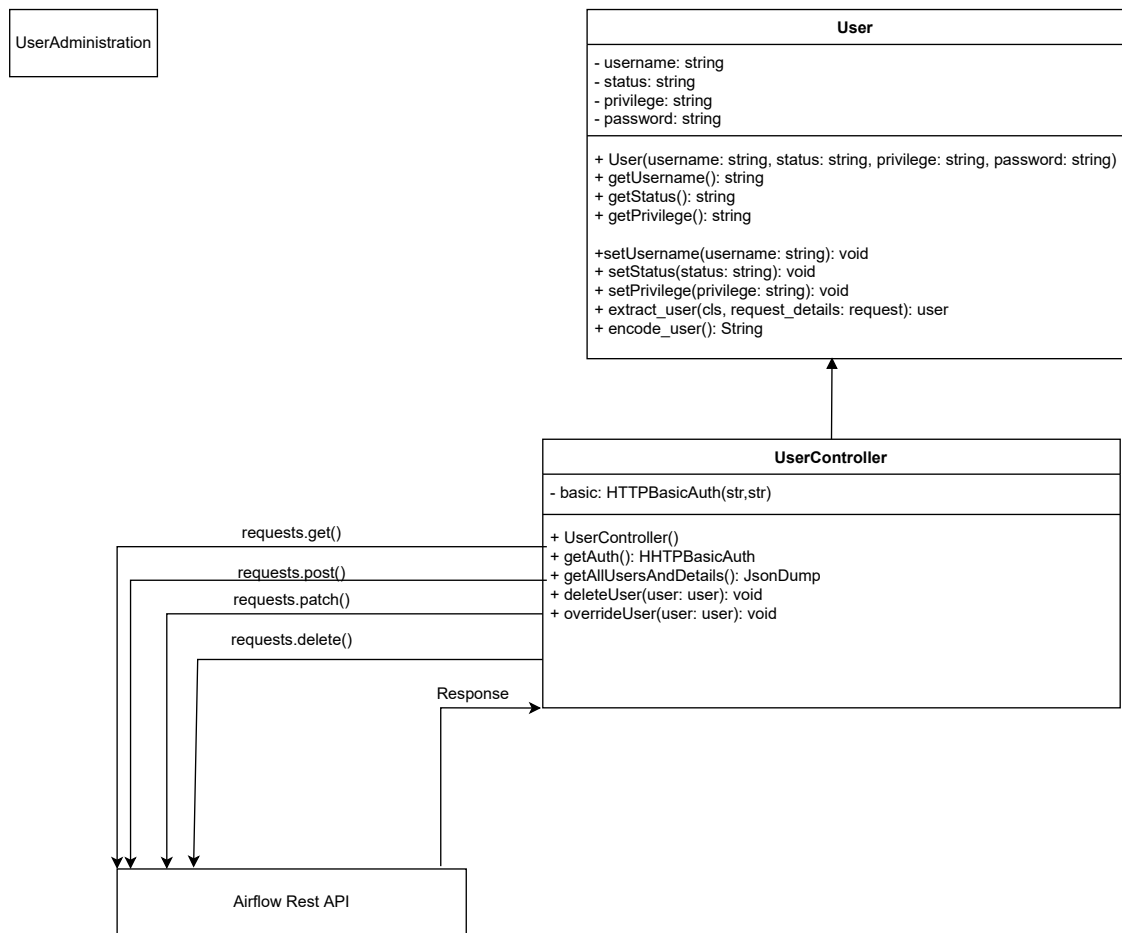 UserAdministration
User
- username: string
- status: string
- privilege: string
- password: string
+ User(username: string, status: string, privilege: string, password: string)
+ getUsername(): string
+ getStatus(): string
+ getPrivilege(): string
+setUsername(username: string): void
+ setStatus(status: string): void
+ setPrivilege(privilege: string): void
+ extract_user(cls, request_details: request): user
+ encode_user(): String
UserController
- basic: HTTPBasicAuth(str,str)
+ UserController()
+ getAuth(): HHTPBasicAuth
+ getAllUsersAndDetails(): JsonDump
+ deleteUser(user: user): void
+ overrideUser(user: user): void
requests.get()
requests.post()
requests.patch()
requests.delete()
Response
Airflow Rest API